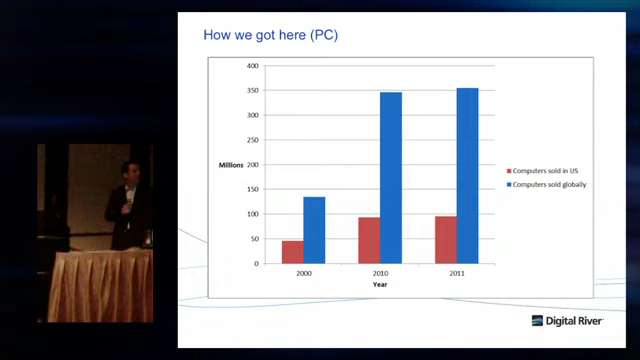 How we got here (PC)
400
350
300
250
Millions 200
150
100
50
0
2000 2010 2011
Year
Computers sold in US
Computers sold globally
Digital River